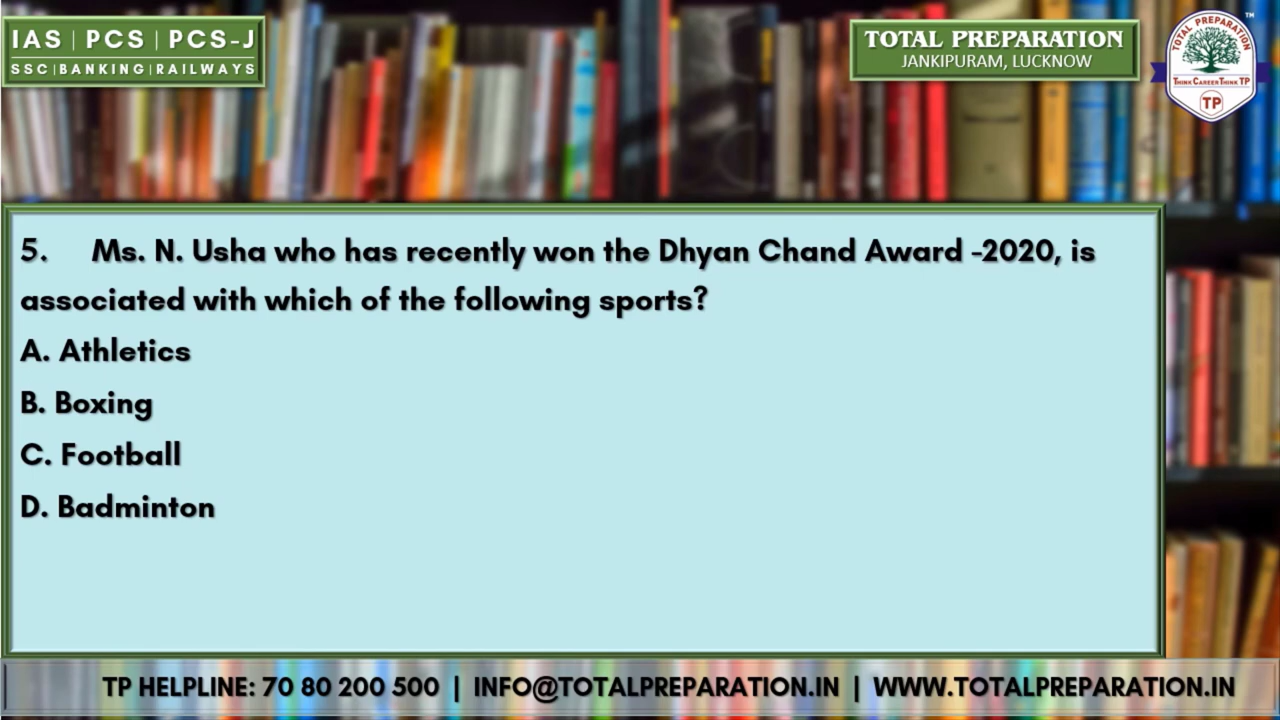 IAS | PCS | PCS-J
SSC|BANKING|RAILWAYS
TOTAL PREPARATION
JANKIPURAM, LUCKNOW
TOTAL PREPARATION
TM
THINK CAREER THINK TP
TP
5. Ms. N. Usha who has recently won the Dhyan Chand Award -2020, is
associated with which of the following sports?
A. Athletics
B. Boxing
C. Football
D. Badminton
TP HELPLINE: 70 80 200 500 | INFO@TOTALPREPARATION.IN | WWW.TOTALPREPARATION.IN